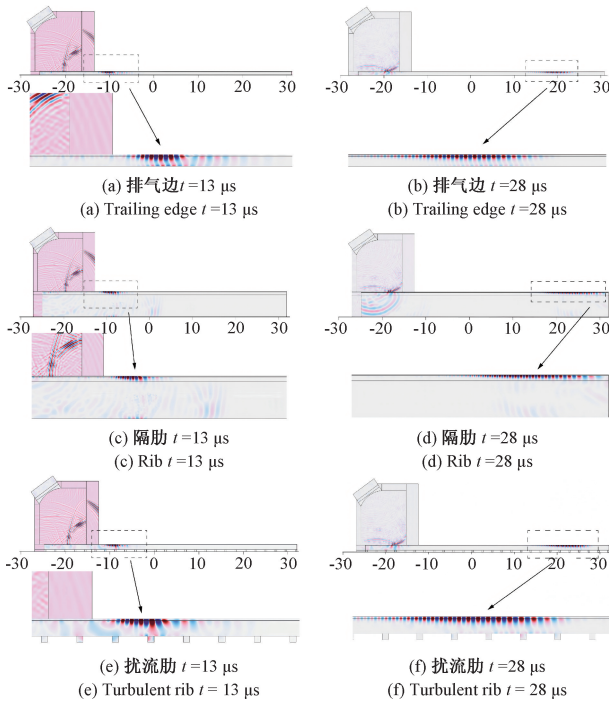 -30 -20 -10 0 10 20 30
-30 -20 -10 0 10 20 30
(a) 排气边t =13 μs
(a) Trailing edge t =13 μs
(b) 排气边t =28 μs
(b) Trailing edge t =28 μs
-30 -20 -10 0 10 20 30
-30 -20 -10 0 10 20 30
(c) 隔肋 t =13 μs
(c) Rib t =13 μs
(d) 隔肋 t =28 μs
(d) Rib t=28 μs
-30 -20 -10 0 10 20 30
-30 -20 -10 0 10 20 30
(e) 扰流肋 t =13 μs
(e) Turbulent rib t = 13 μs
(f) 扰流肋 t =28 μs
(f) Turbulent rib t = 28 μs